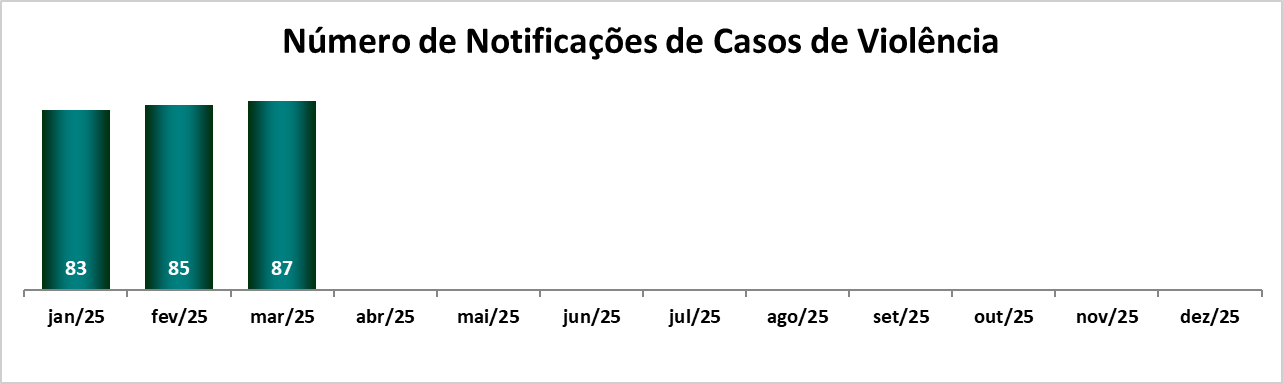 Número de Notificações de Casos de Violência
83 85 87
jan/25 fev/25 mar/25 abr/25 mai/25 jun/25 jul/25 ago/25 set/25 out/25 nov/25 dez/25